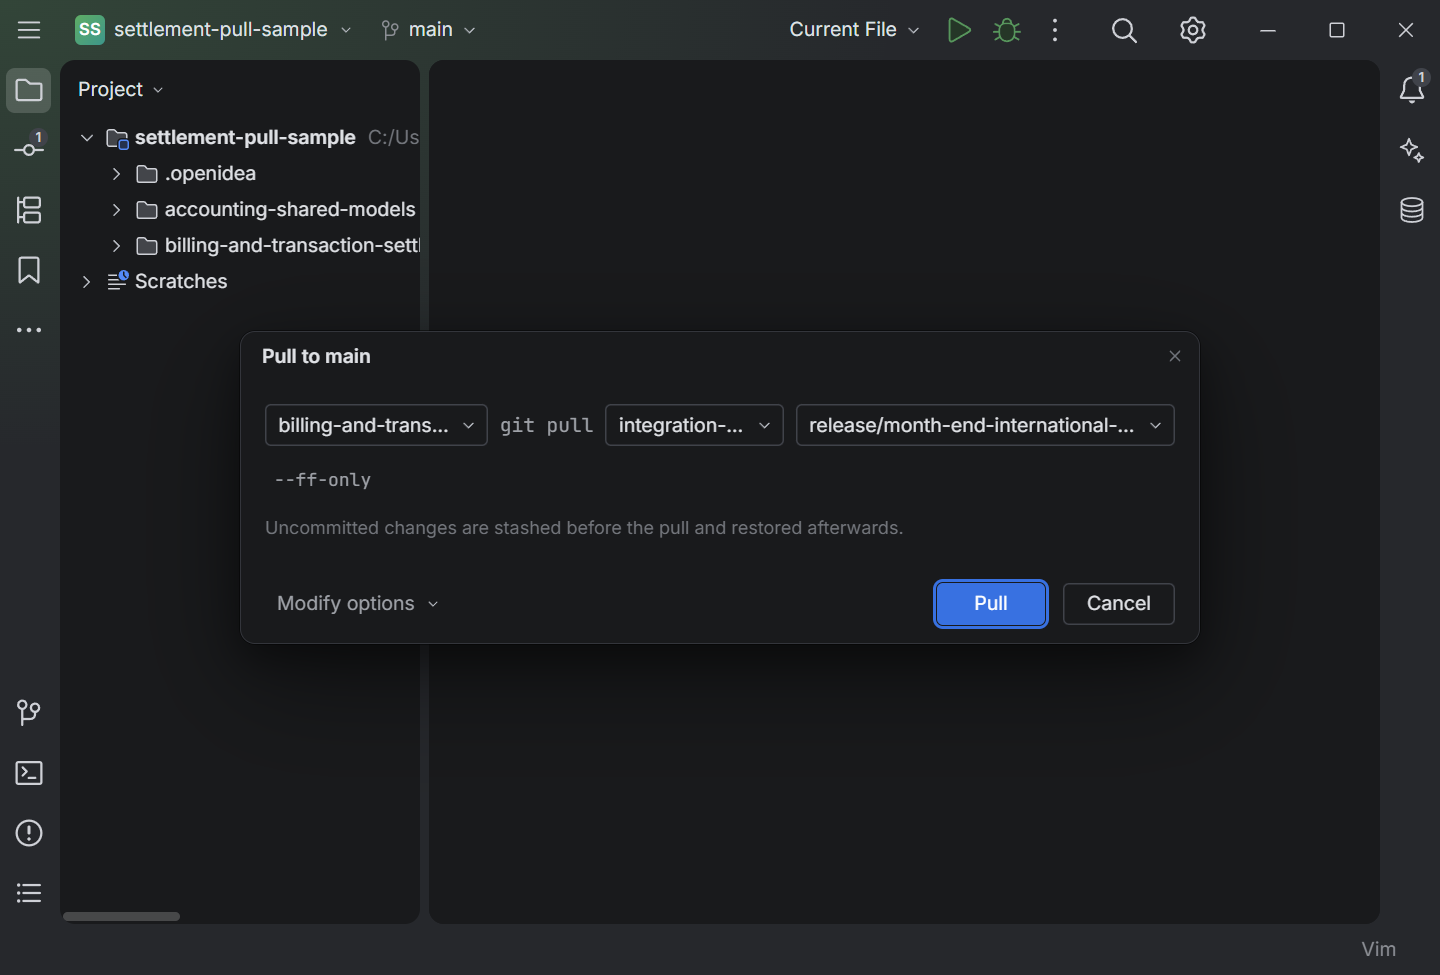 SS settlement-pull-sample main Current File
Project
1
1
settlement-pull-sample C:/Us
.openidea
accounting-shared-models
billing-and-transaction-settl
Scratches
Pull to main
billing-and-trans... git pull integration-... release/month-end-international-...
--ff-only
Uncommitted changes are stashed before the pull and restored afterwards.
Modify options Pull Cancel
Vim